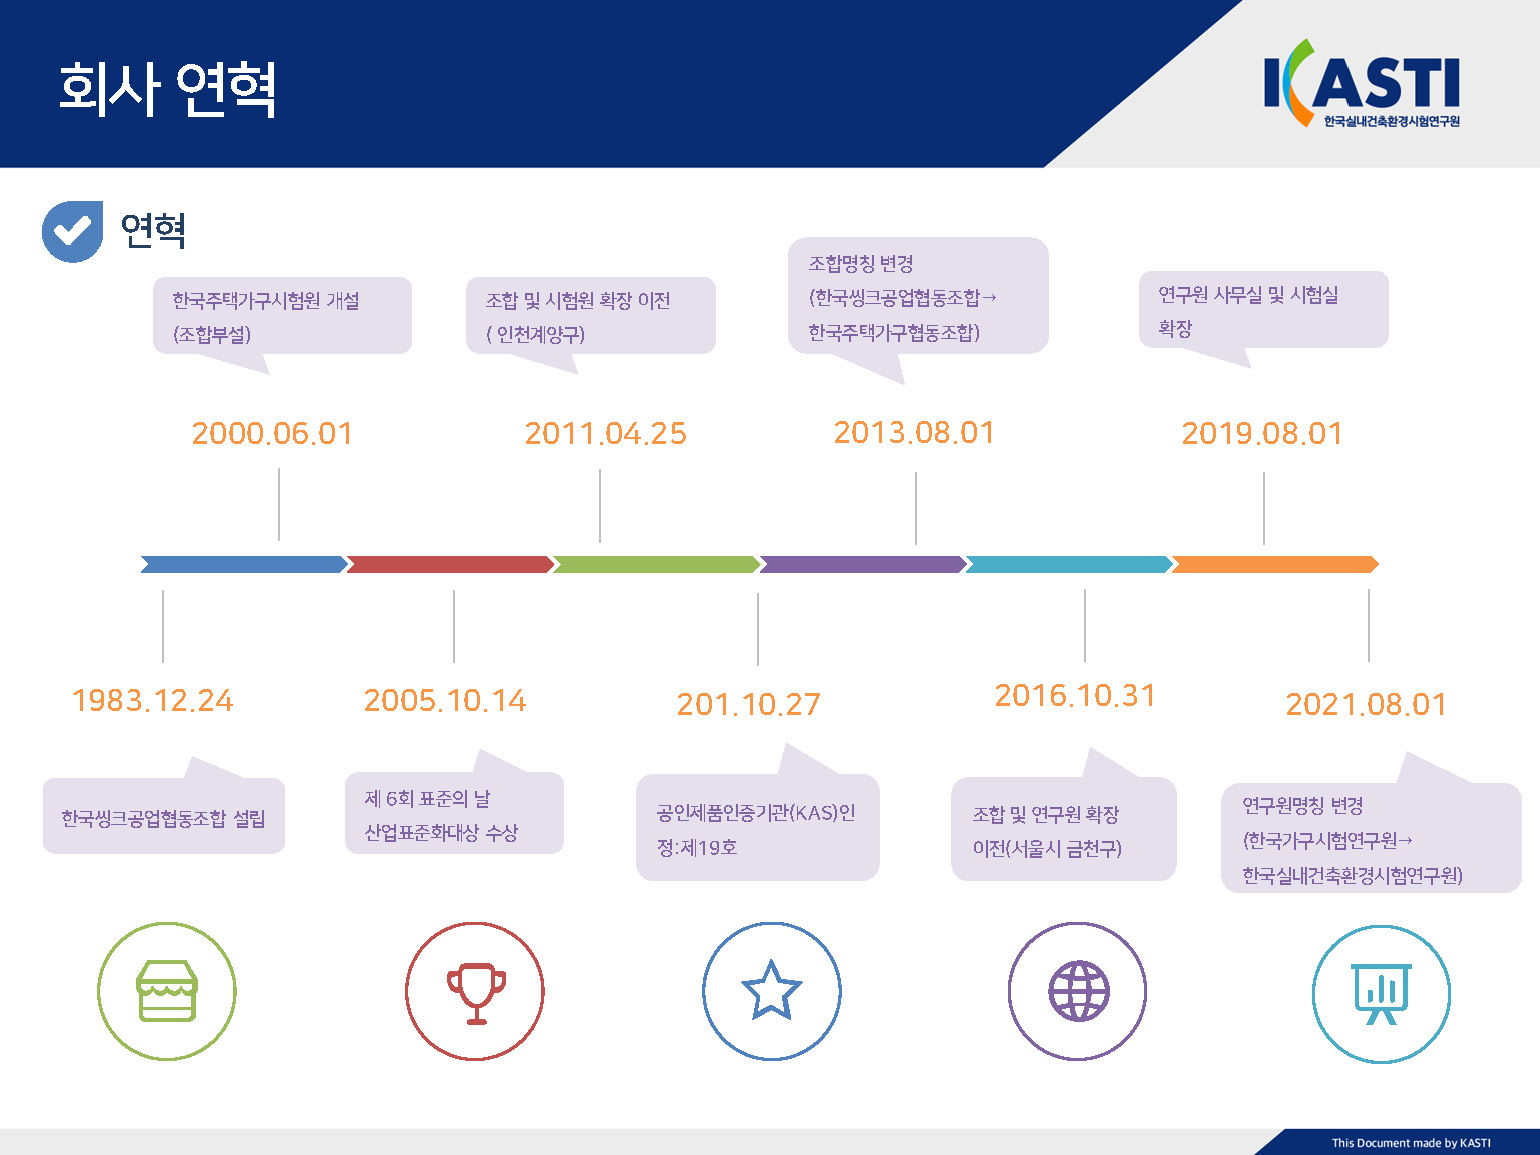 회사 연혁
KASTI
한국실내건축환경시험연구원
연혁
한국주택가구시험원 개설
(조합부설)
조합 및 시험원 확장 이전
( 인천계양구)
조합명칭 변경
(한국씽크공업협동조합→
한국주택가구협동조합)
연구원 사무실 및 시험실
확장
2000.06.01
2011.04.25
2013.08.01
2019.08.01
1983.12.24
2005.10.14
201.10.27
2016.10.31
2021.08.01
한국씽크공업협동조합 설립
제 6회 표준의 날
산업표준화대상 수상
공인제품인증기관(KAS)인
정:제19호
조합 및 연구원 확장
이전(서울시 금천구)
연구원명칭 변경
(한국가구시험연구원→
한국실내건축환경시험연구원)
This Document made by KASTI